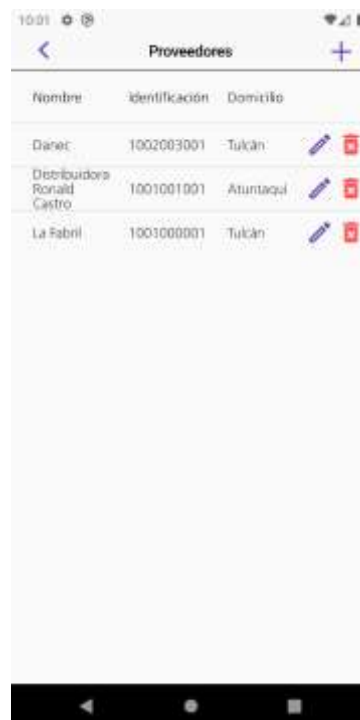 10:01
Proveedores
Nombre Identificación Domicilio
Danec 1002003001 Tulcán
Distribuidora
Ronald 1001001001 Atuntaqui
Castro
La Fabril 1001000001 Tulcán